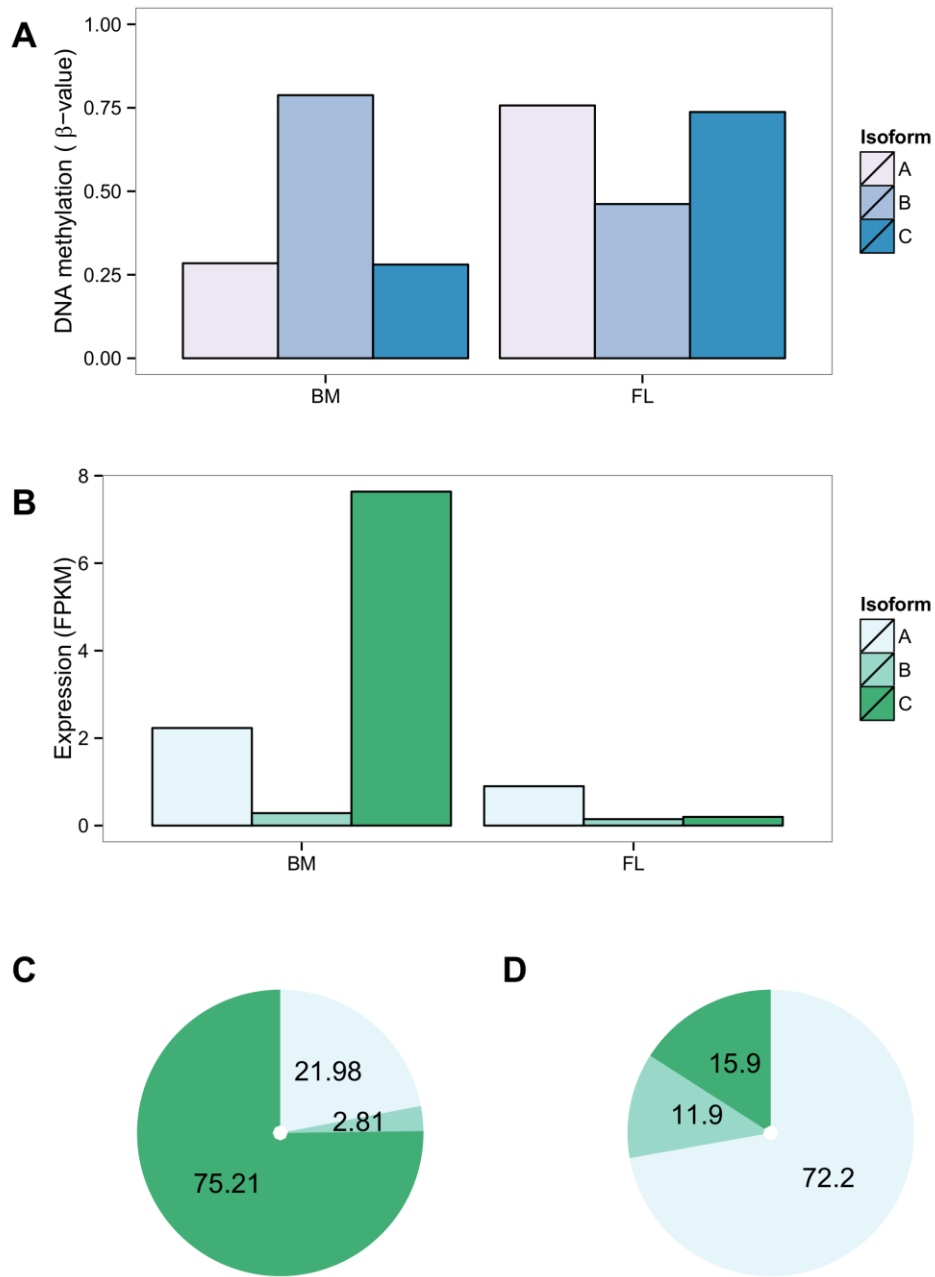 A
DNA methylation ( β−value)
1.00
0.75
0.50
0.25
0.00
BM
FL
Isoform
A
B
C
B
Expression (FPKM)
8
6
4
2
0
BM
FL
Isoform
A
B
C
C
21.98
2.81
75.21
D
15.9
11.9
72.2